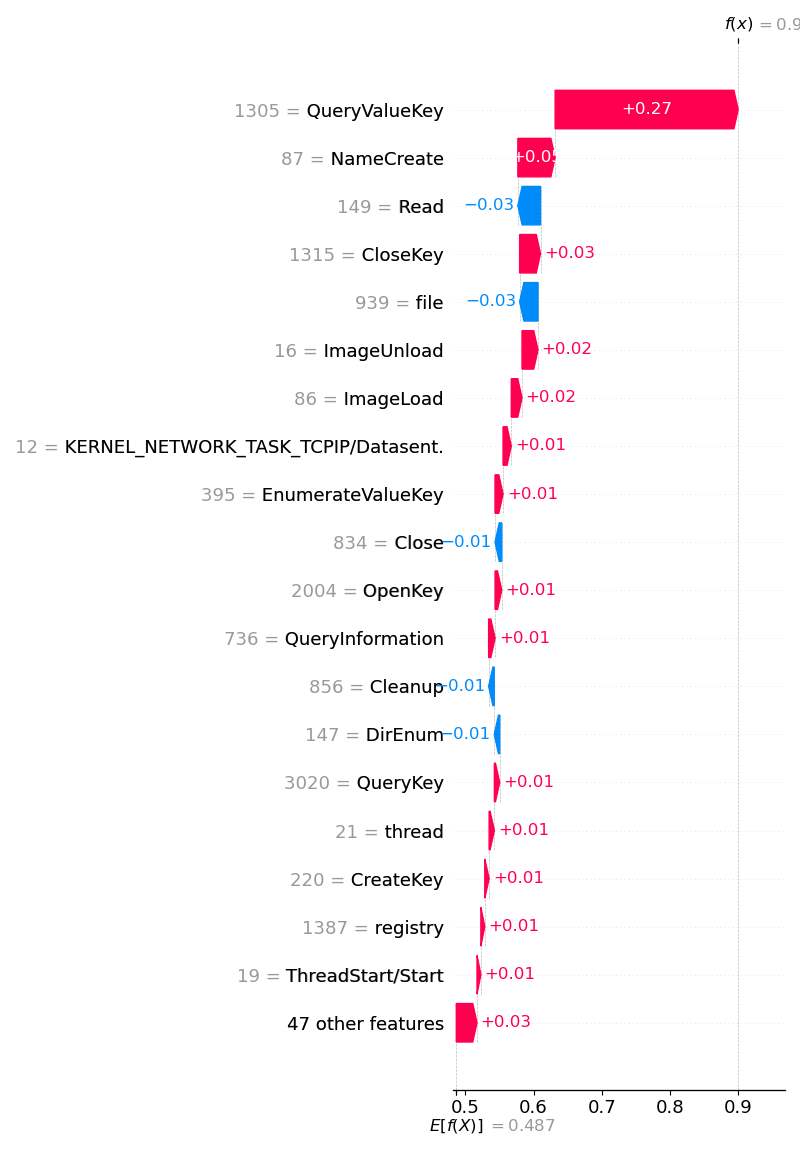 f(x) = 0.9
1305 = QueryValueKey +0.27
87 = NameCreate +0.05
149 = Read −0.03
1315 = CloseKey +0.03
939 = file −0.03
16 = ImageUnload +0.02
86 = ImageLoad +0.02
12 = KERNEL_NETWORK_TASK_TCPIP/Datasent. +0.01
395 = EnumerateValueKey +0.01
834 = Close −0.01
2004 = OpenKey +0.01
736 = QueryInformation +0.01
856 = Cleanup −0.01
147 = DirEnum −0.01
3020 = QueryKey +0.01
21 = thread +0.01
220 = CreateKey +0.01
1387 = registry +0.01
19 = ThreadStart/Start +0.01
47 other features +0.03
0.5 0.6 0.7 0.8 0.9
E[f(X)] = 0.487